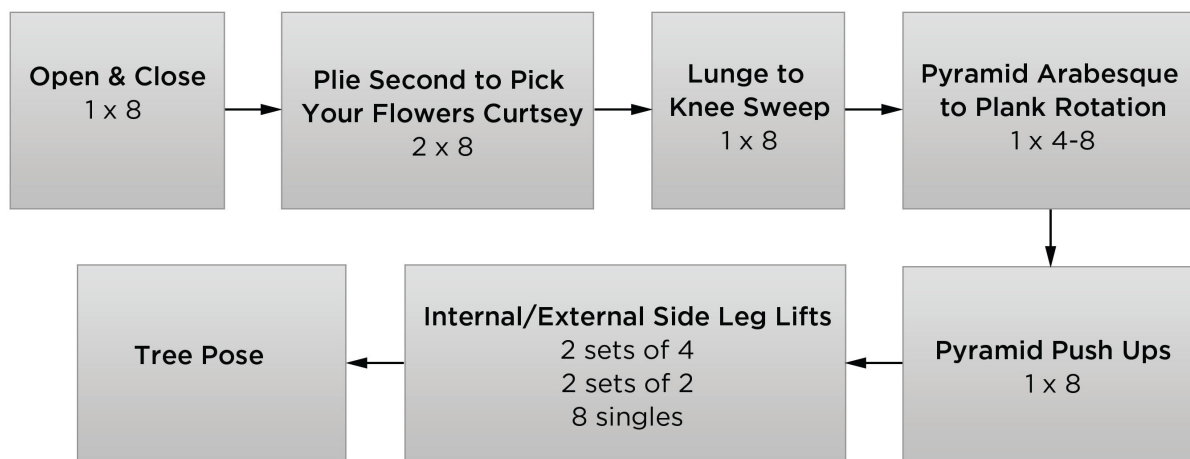 Open & Close
1 x 8
Plie Second to Pick
Your Flowers Curtsey
2 x 8
Lunge to
Knee Sweep
1 x 8
Pyramid Arabesque
to Plank Rotation
1 x 4-8
Pyramid Push Ups
1 x 8
Internal/External Side Leg Lifts
2 sets of 4
2 sets of 2
8 singles
Tree Pose